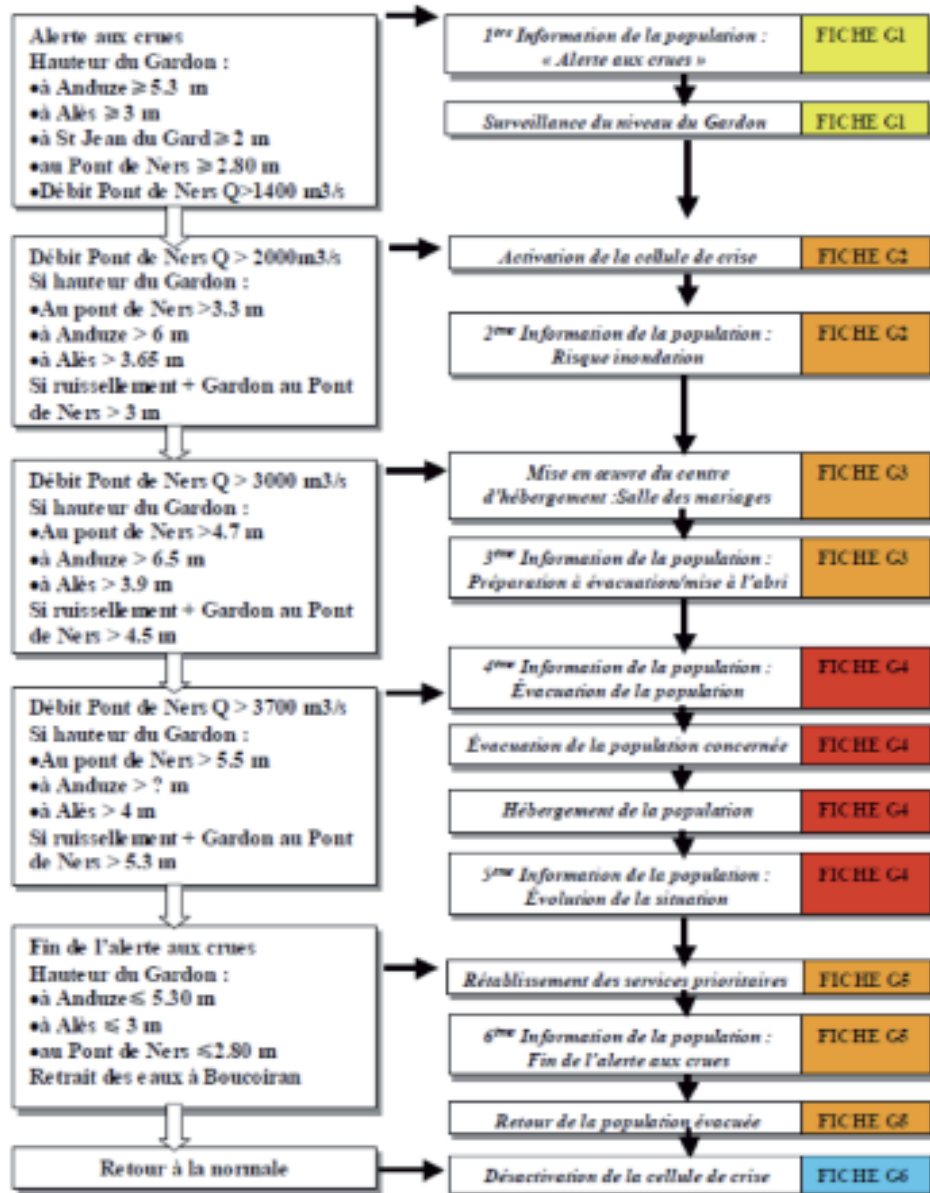 Alerte aux crues
Hauteur du Gardon :
•à Anduze ≥ 5.3 m
•à Alès ≥ 3 m
•à St Jean du Gard ≥ 2 m
•au Pont de Ners ≥ 2.80 m
•Débit Pont de Ners Q>1400 m3/s
1ère Information de la population :
« Alerte aux crues »
FICHE G1
Surveillance du niveau du Gardon
FICHE G1
Débit Pont de Ners Q > 2000m3/s
Si hauteur du Gardon :
•Au pont de Ners >3.3 m
•à Anduze > 6 m
•à Alès > 3.65 m
Si ruissellement + Gardon au Pont
de Ners > 3 m
Activation de la cellule de crise
FICHE G2
2ème Information de la population :
Risque inondation
FICHE G2
Débit Pont de Ners Q > 3000 m3/s
Si hauteur du Gardon :
•Au pont de Ners >4.7 m
•à Anduze > 6.5 m
•à Alès > 3.9 m
Si ruissellement + Gardon au Pont
de Ners > 4.5 m
Mise en œuvre du centre
d'hébergement :Salle des mariages
FICHE G3
3ème Information de la population :
Préparation à évacuation/mise à l'abri
FICHE G3
Débit Pont de Ners Q > 3700 m3/s
Si hauteur du Gardon :
•Au pont de Ners > 5.5 m
•à Anduze > ? m
•à Alès > 4 m
Si ruissellement + Gardon au Pont
de Ners > 5.3 m
4ème Information de la population :
Évacuation de la population
FICHE G4
Évacuation de la population concernée
FICHE G4
Hébergement de la population
FICHE G4
5ème Information de la population :
Évolution de la situation
FICHE G4
Fin de l'alerte aux crues
Hauteur du Gardon :
•à Anduze ≤ 5.30 m
•à Alès ≤ 3 m
•au Pont de Ners ≤2.80 m
Retrait des eaux à Boucoiran
Rétablissement des services prioritaires
FICHE G5
6ème Information de la population :
Fin de l'alerte aux crues
FICHE G5
Retour de la population évacuée
FICHE G5
Retour à la normale
Désactivation de la cellule de crise
FICHE G6